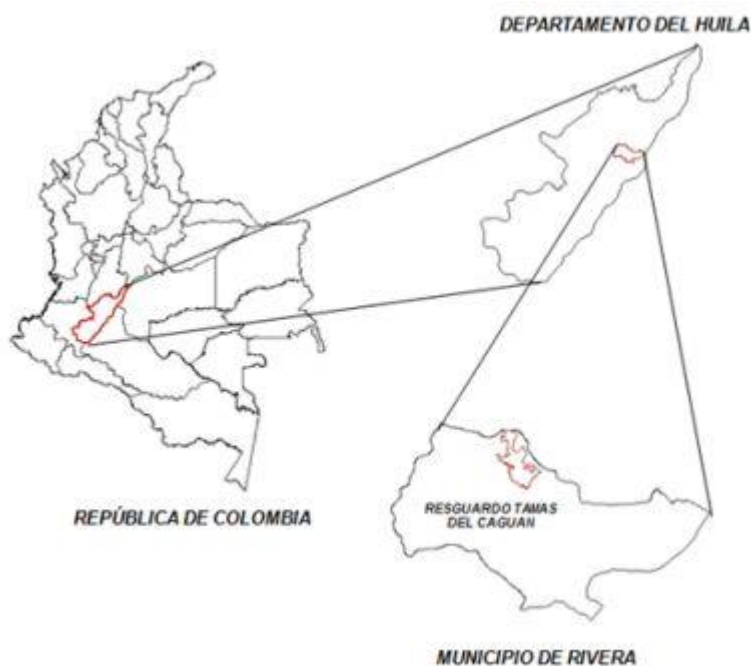 DEPARTAMENTO DEL HUILA
REPÚBLICA DE COLOMBIA
RESGUARDO TAMAS
DEL CAGUAN
MUNICIPIO DE RIVERA